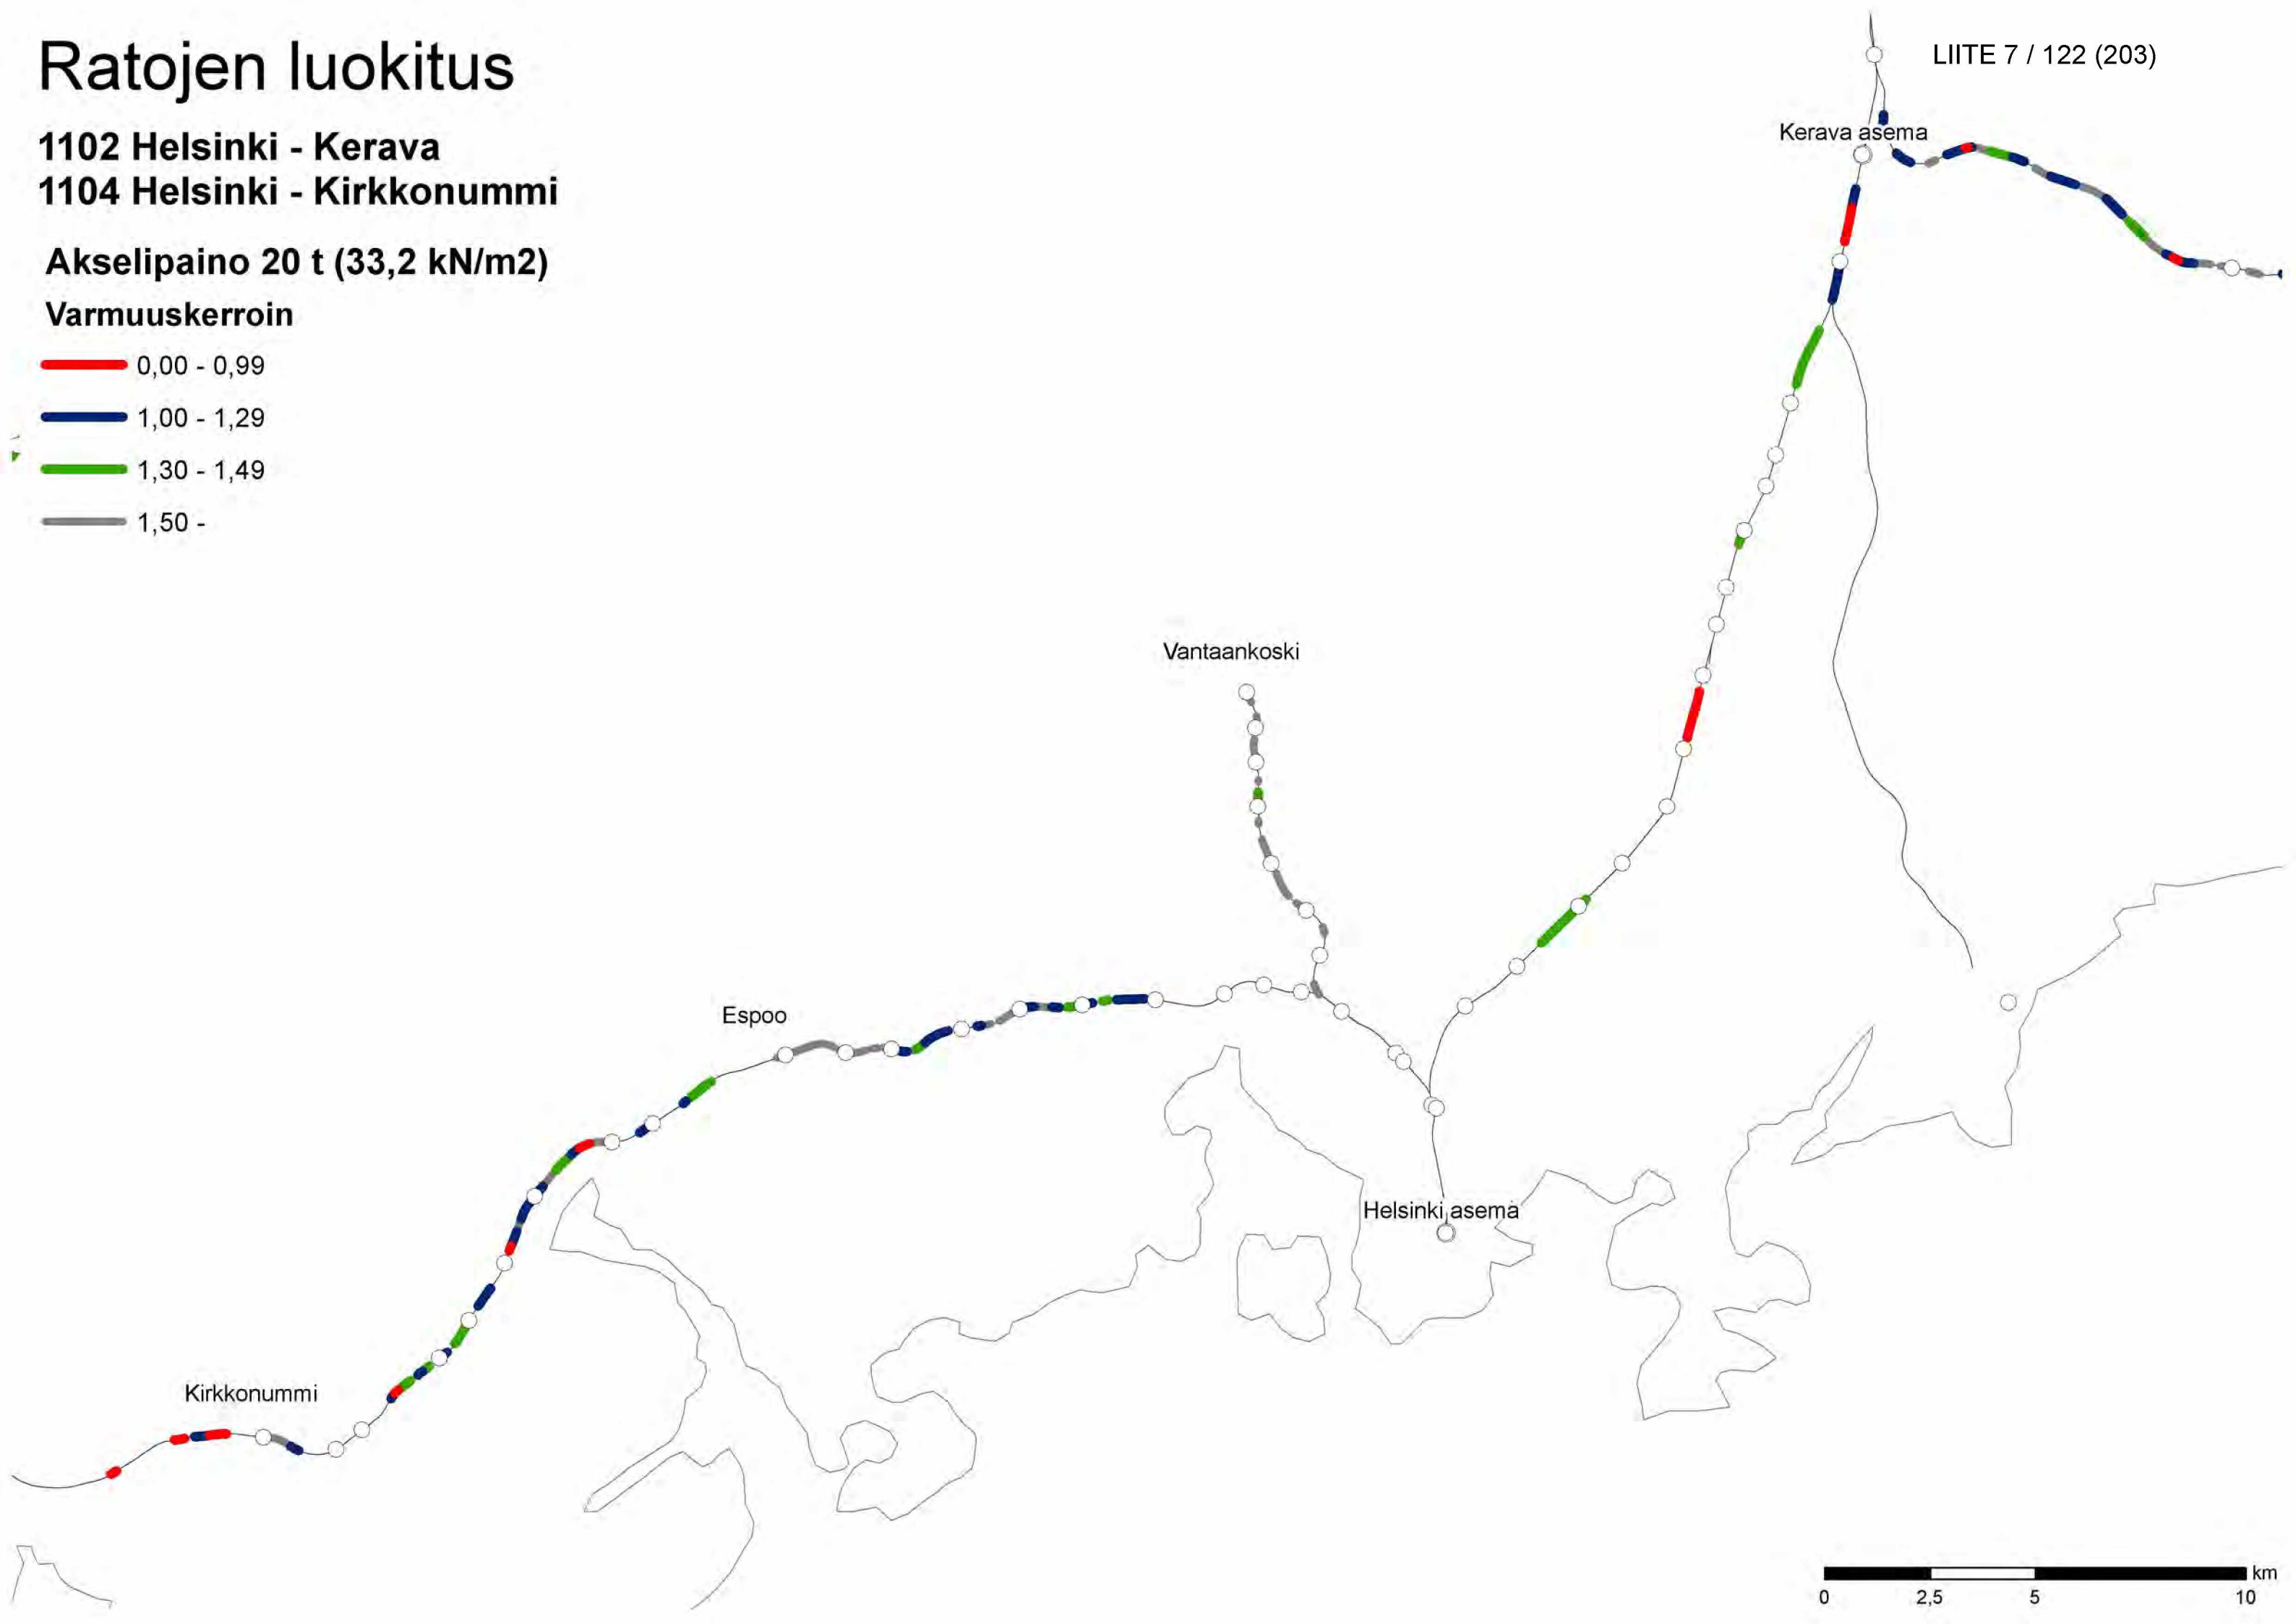 Ratojen luokitus
LIITE 7 / 122 (203)
1102 Helsinki - Kerava
1104 Helsinki - Kirkkonummi
Akselipaino 20 t (33,2 kN/m2)
Varmuuskerroin
0,00 - 0,99
1,00 - 1,29
1,30 - 1,49
1,50 -
Kerava asema
Vantaankoski
Espoo
Helsinki asema
Kirkkonummi
km
0 2,5 5 10